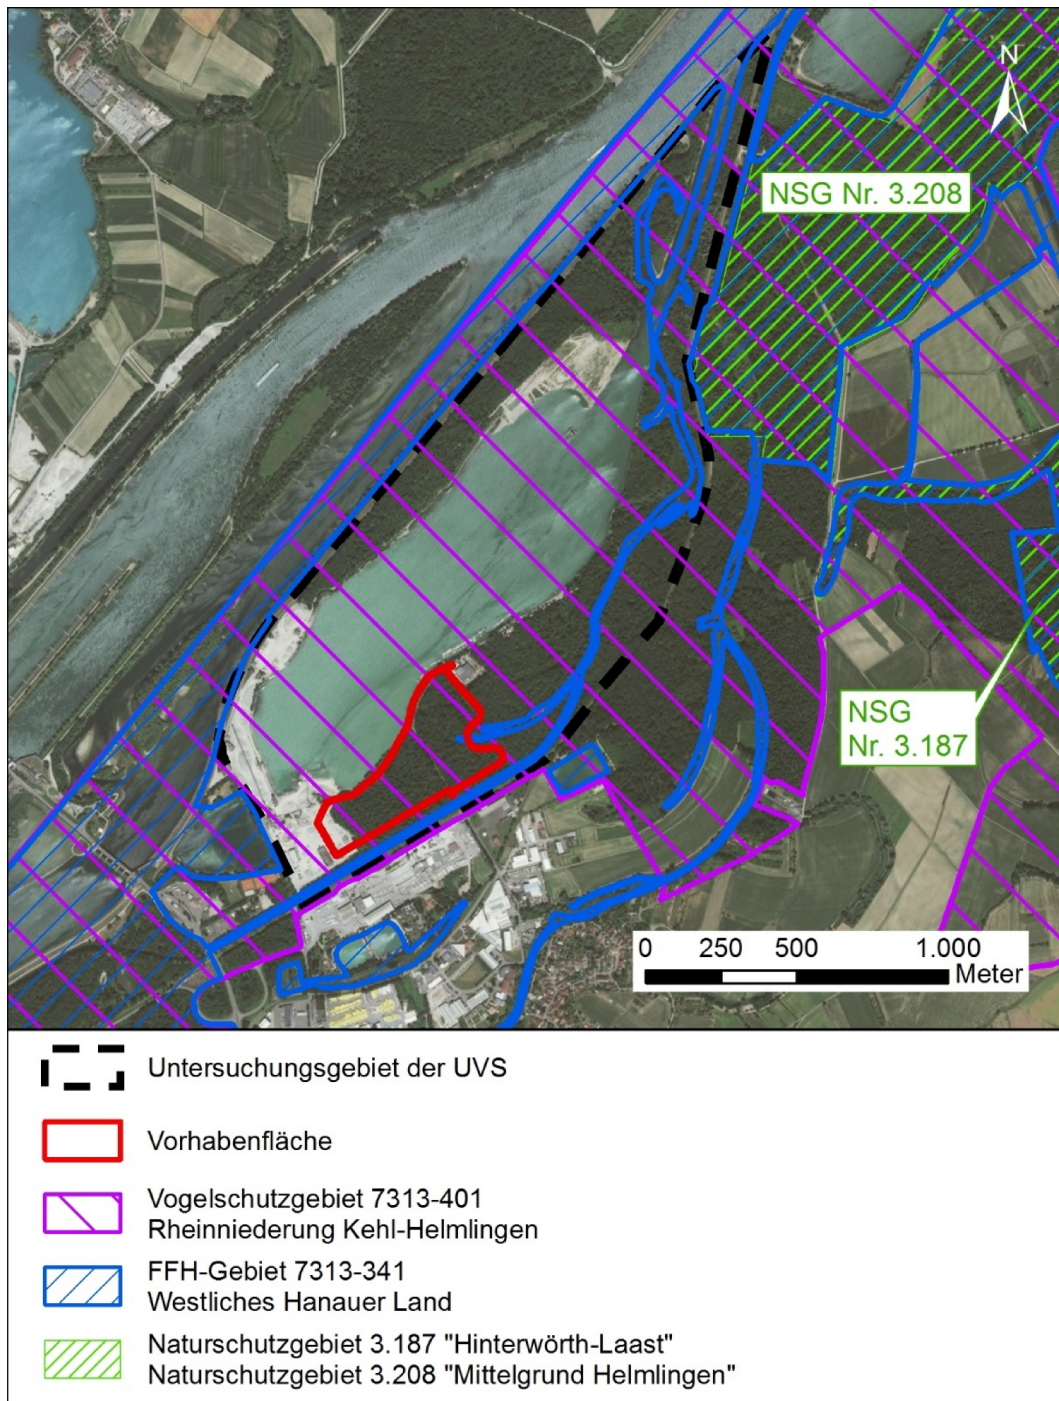 N
NSG Nr. 3.208
NSG
Nr. 3.187
0 250 500 1.000
Meter
Untersuchungsgebiet der UVS
Vorhabenfläche
Vogelschutzgebiet 7313-401
Rheinniederung Kehl-Helmlingen
FFH-Gebiet 7313-341
Westliches Hanauer Land
Naturschutzgebiet 3.187 "Hinterwörth-Laast"
Naturschutzgebiet 3.208 "Mittelgrund Helmlingen"